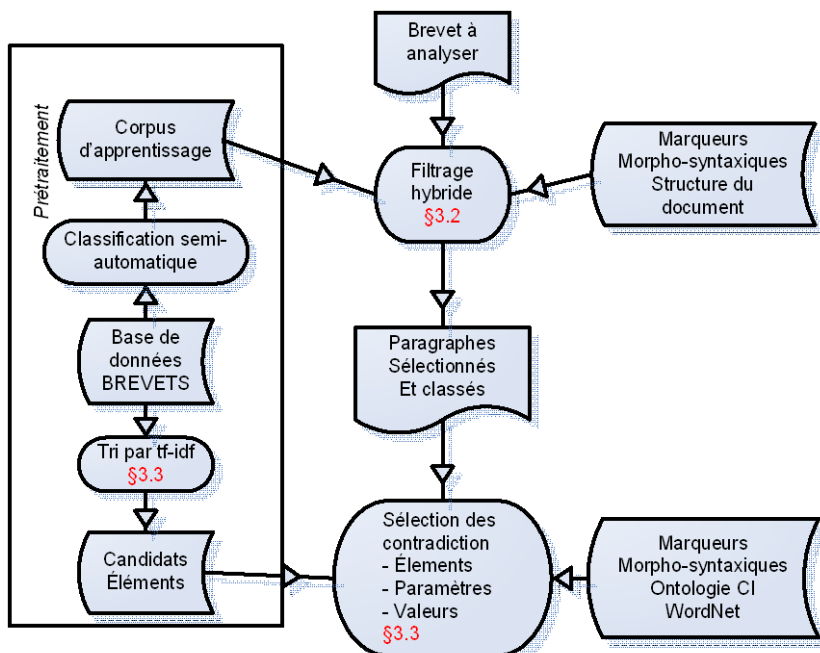 Brevet à
analyser
Prétraitement
Corpus
d'apprentissage
Filtrage
hybride
§3.2
Marqueurs
Morpho-syntaxiques
Structure du
document
Classification semi-
automatique
Base de
données
BREVETS
Paragraphes
Sélectionnés
Et classés
Tri par tf-idf
§3.3
Candidats
Éléments
Sélection des
contradiction
- Élements
- Paramètres
- Valeurs
§3.3
Marqueurs
Morpho-syntaxiques
Ontologie CI
WordNet